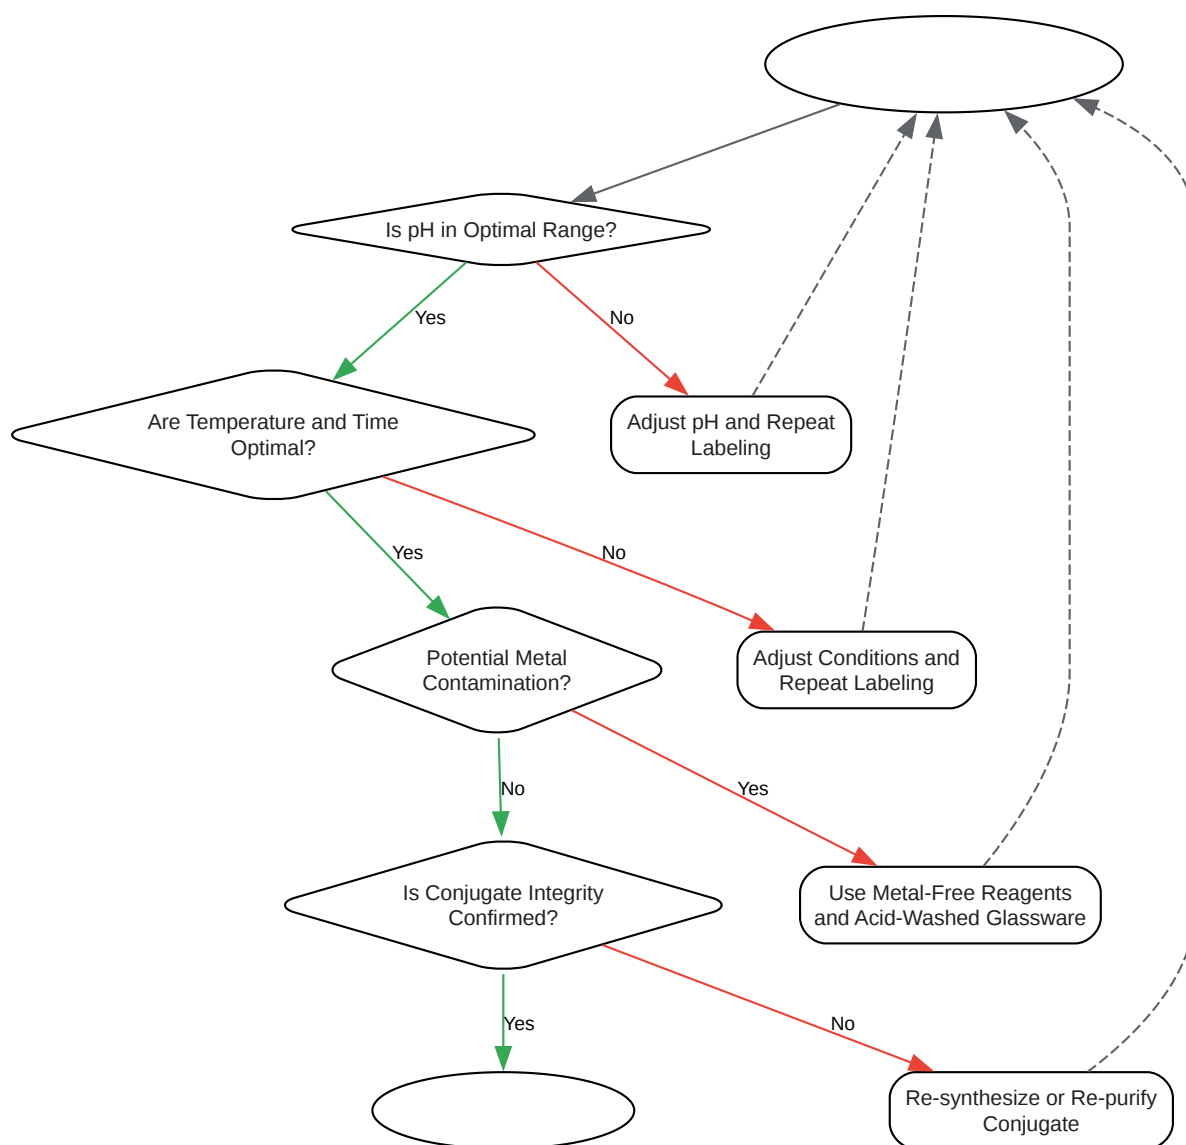 Is pH in Optimal Range?
Yes
No
Are Temperature and Time
Optimal?
Adjust pH and Repeat
Labeling
Yes
No
Potential Metal
Contamination?
Adjust Conditions and
Repeat Labeling
No
Yes
Is Conjugate Integrity
Confirmed?
Use Metal-Free Reagents
and Acid-Washed Glassware
Yes
No
Re-synthesize or Re-purify
Conjugate